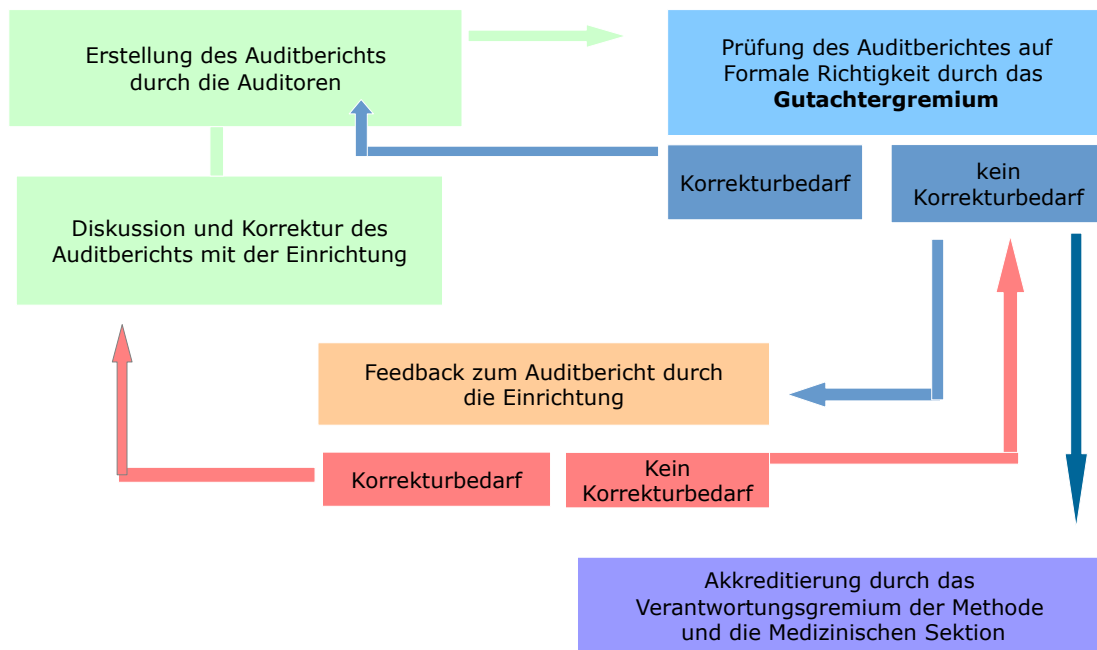 Erstellung des Auditberichts
durch die Auditoren
Prüfung des Auditberichtes auf
Formale Richtigkeit durch das
Gutachtergremium
Korrekturbedarf
kein
Korrekturbedarf
Diskussion und Korrektur des
Auditberichts mit der Einrichtung
Feedback zum Auditbericht durch
die Einrichtung
Korrekturbedarf
Kein
Korrekturbedarf
Akkreditierung durch das
Verantwortungsgremium der Methode
und die Medizinischen Sektion